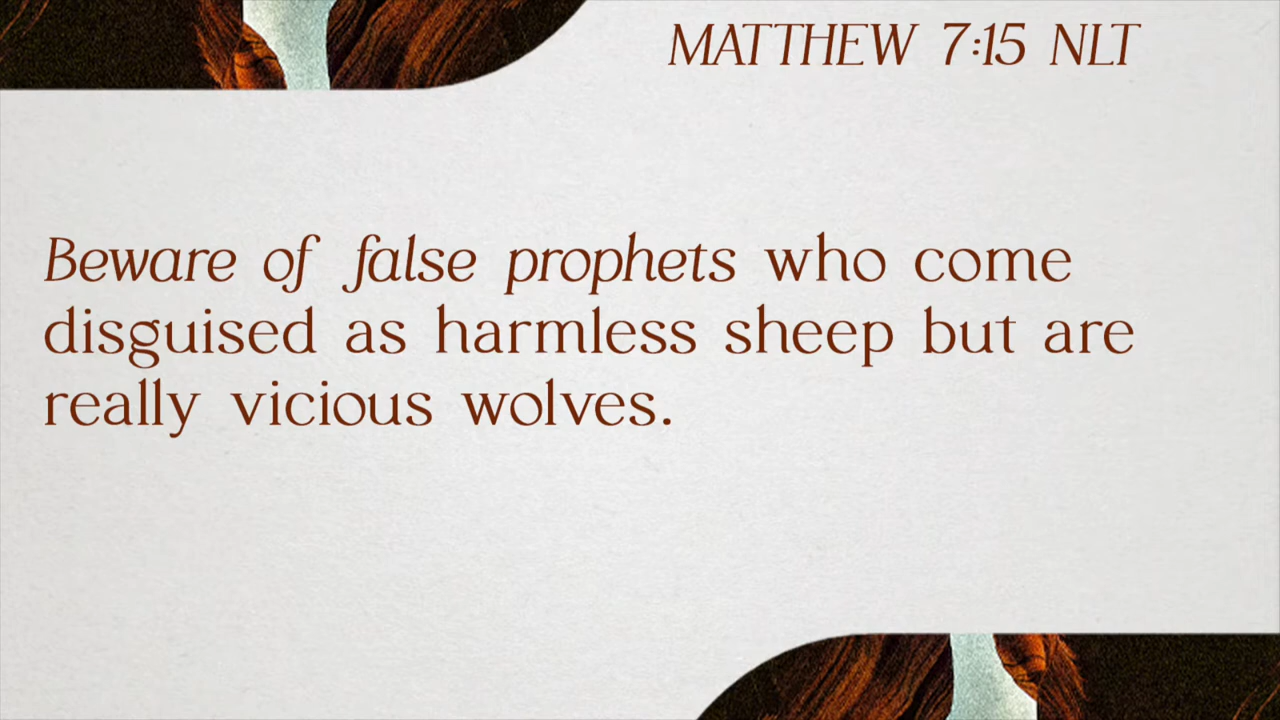 MATTHEW 7:15 NLT
Beware of false prophets who come
disguised as harmless sheep but are
really vicious wolves.